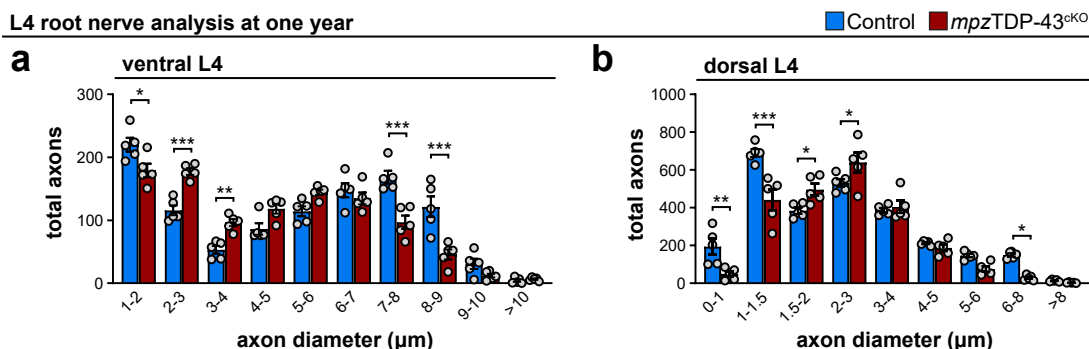 L4 root nerve analysis at one year
Control mpzTDP-43cKO
a
ventral L4
total axons
300
200
100
0
* *** ** *** ***
1-2 2-3 3-4 4-5 5-6 6-7 7-8 8-9 9-10 >10
axon diameter (µm)
b
dorsal L4
total axons
1000
800
600
400
200
0
** *** * * *
0-1 1-1.5 1.5-2 2-3 3-4 4-5 5-6 6-8 >8
axon diameter (µm)